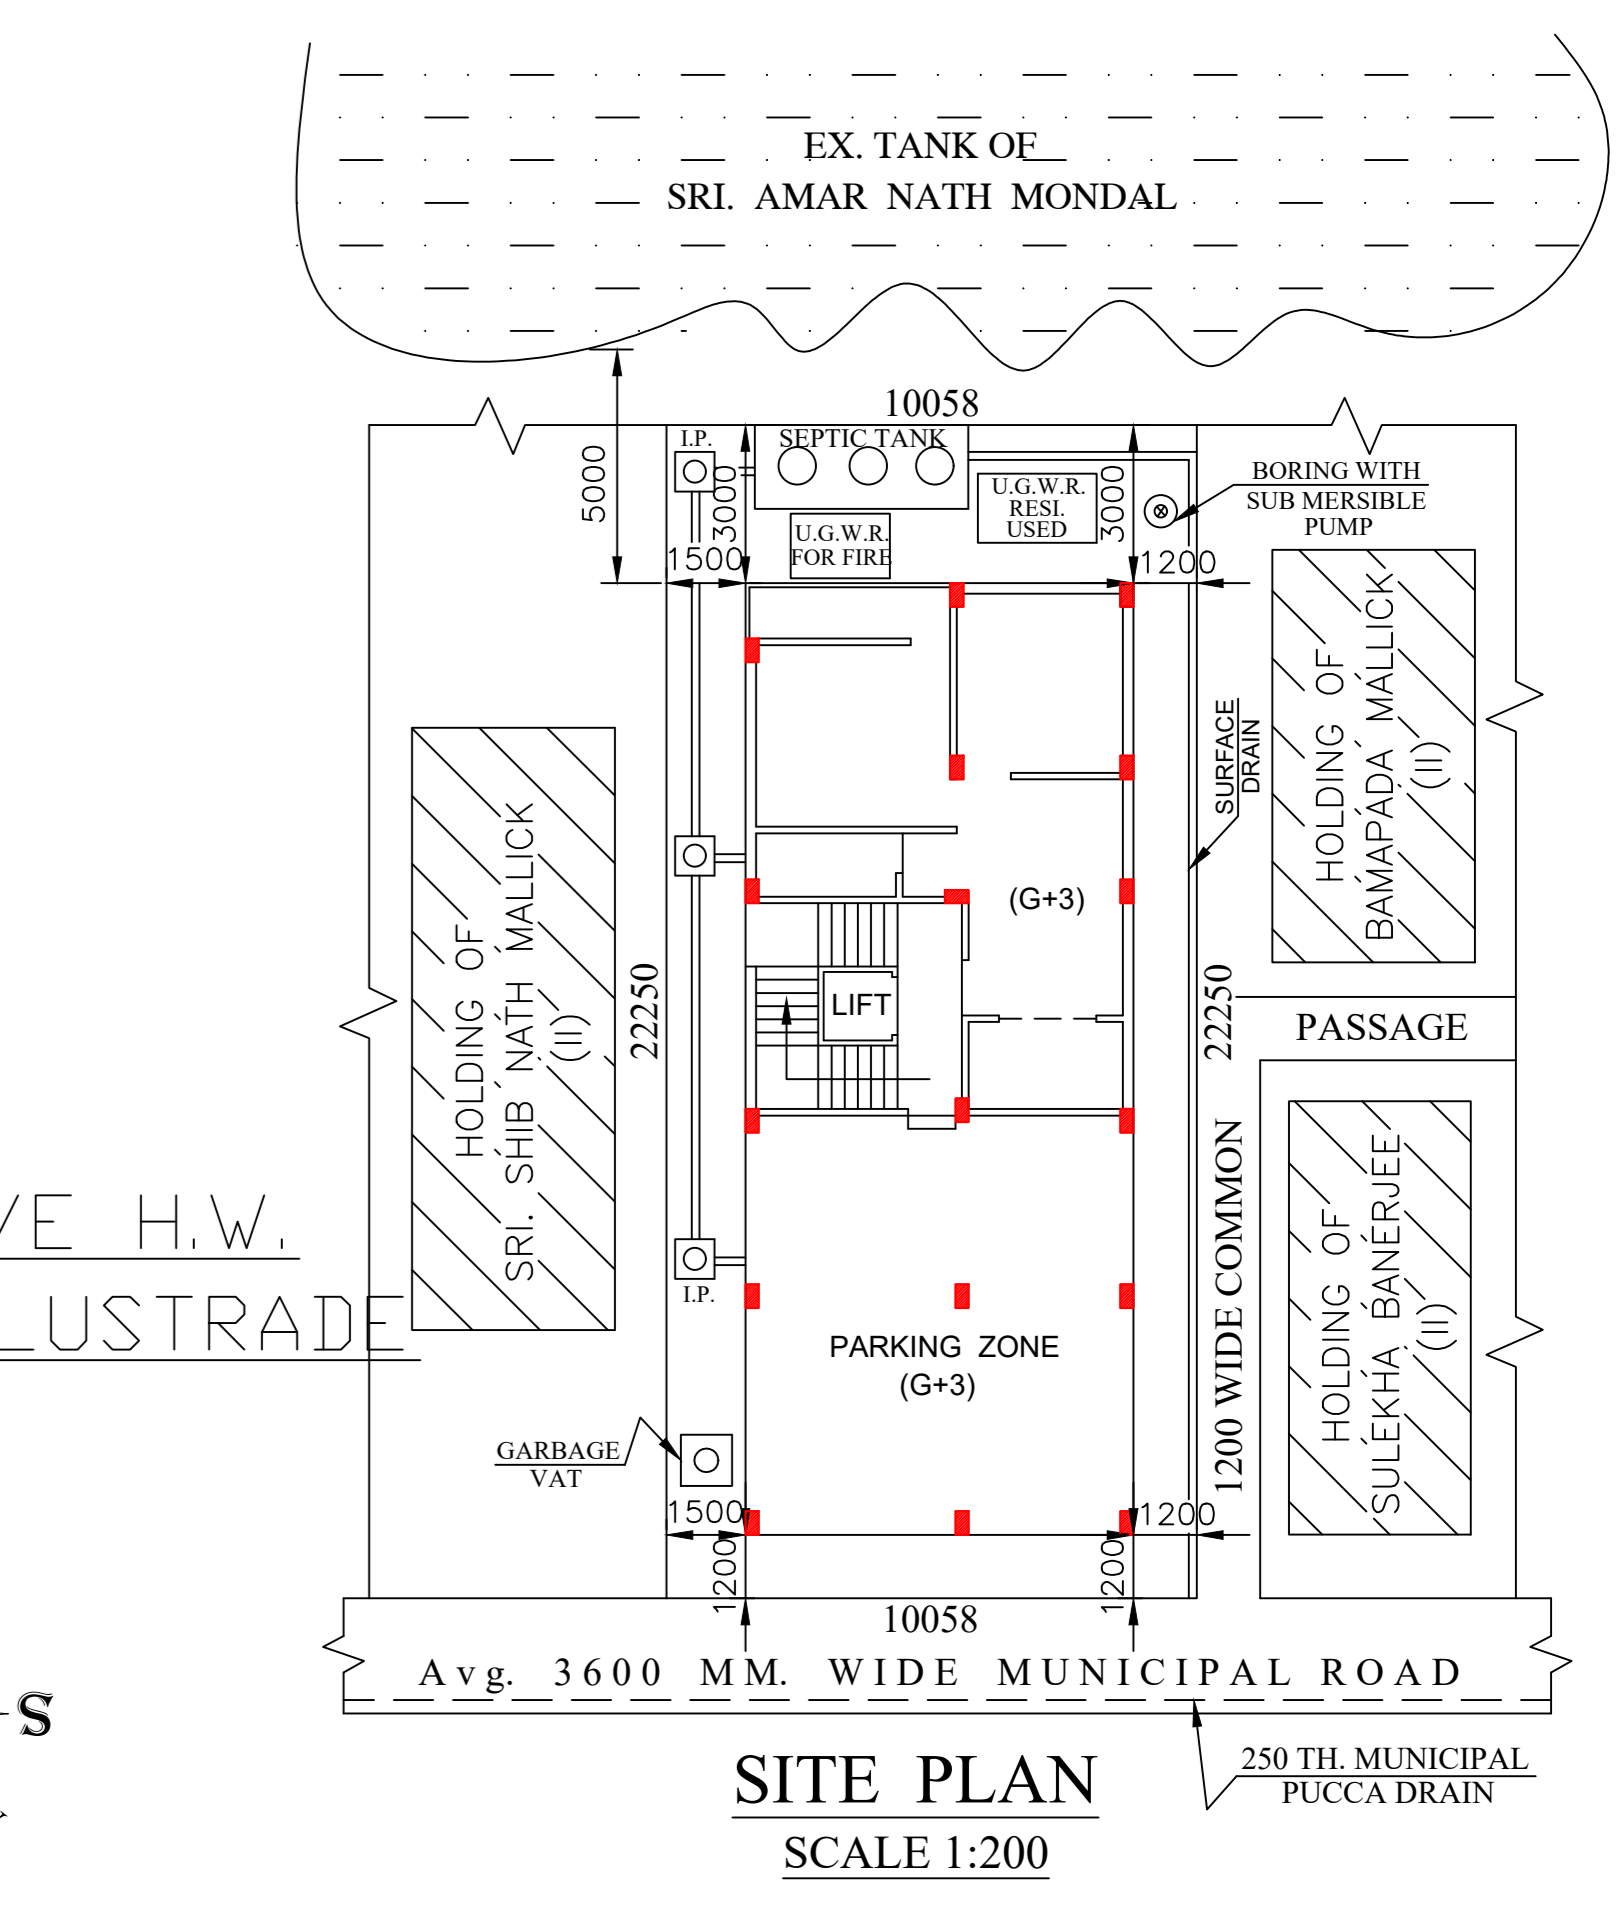 EX. TANK OF
SRI. AMAR NATH MONDAL
10058
5000
I.P.
SEPTIC TANK
3000
U.G.W.R.
FOR FIRE
U.G.W.R.
RESI.
USED
3000
BORING WITH
SUB MERSIBLE
PUMP
1500
1200
HOLDING OF
BAMAPADA MALLICK
(II)
SURFACE
DRAIN
HOLDING OF
SRI. SHIB NATH MALLICK
(II)
(G+3)
22250
LIFT
22250
PASSAGE
1200 WIDE COMMON
HOLDING OF
SULEKHA BANERJEE
(II)
VE H.W.
LUSTRADE
I.P.
PARKING ZONE
(G+3)
GARBAGE
VAT
1500
1200
1200
1200
10058
Avg. 3600 MM. WIDE MUNICIPAL ROAD
S
SITE PLAN
SCALE 1:200
250 TH. MUNICIPAL
PUCCA DRAIN